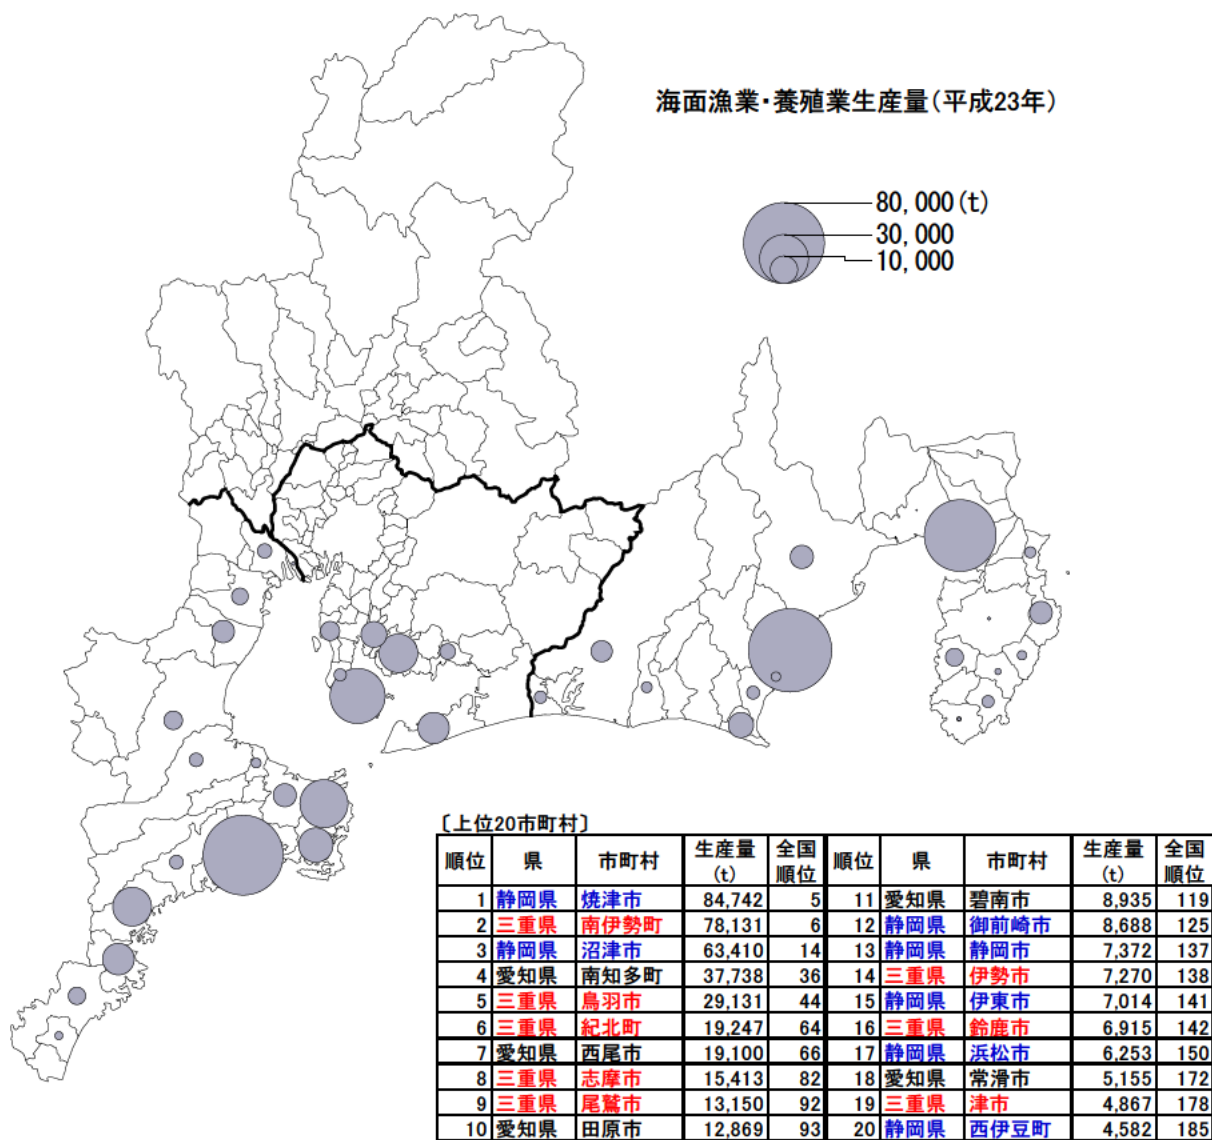 海面漁業・養殖業生産量(平成23年)
80,000(t)
30,000
10,000
〔上位20市町村〕
順位 県 市町村 生産量(t) 全国順位 順位 県 市町村 生産量(t) 全国順位
1 静岡県 焼津市 84,742 5 11 愛知県 碧南市 8,935 119
2 三重県 南伊勢町 78,131 6 12 静岡県 御前崎市 8,688 125
3 静岡県 沼津市 63,410 14 13 静岡県 静岡市 7,372 137
4 愛知県 南知多町 37,738 36 14 三重県 伊勢市 7,270 138
5 三重県 鳥羽市 29,131 44 15 静岡県 伊東市 7,014 141
6 三重県 紀北町 19,247 64 16 三重県 鈴鹿市 6,915 142
7 愛知県 西尾市 19,100 66 17 静岡県 浜松市 6,253 150
8 三重県 志摩市 15,413 82 18 愛知県 常滑市 5,155 172
9 三重県 尾鷲市 13,150 92 19 三重県 津市 4,867 178
10 愛知県 田原市 12,869 93 20 静岡県 西伊豆町 4,582 185